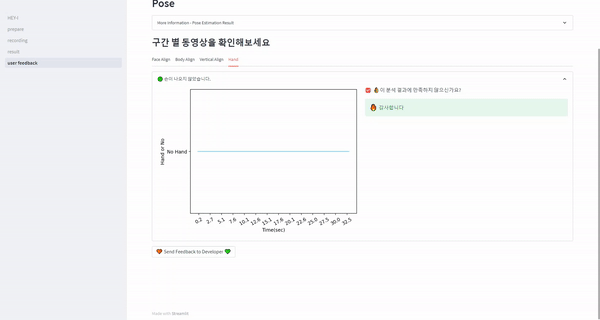 HEY-I
prepare
recording
result
user feedback
Pose
More Information - Pose Estimation Result
구간 별 동영상을 확인해보세요
Face Align Body Align Vertical Align Hand
손이 나오지 않았습니다.
이 분석 결과에 만족하지 않으신가요?
감사합니다
Hand or No
No Hand
0.2 2.7 5.1 7.6 10.1 12.6 15.1 17.6 20.1 22.6 25.0 27.5 30.0 32.5
Time(sec)
Send Feedback to Developer
Made with Streamlit